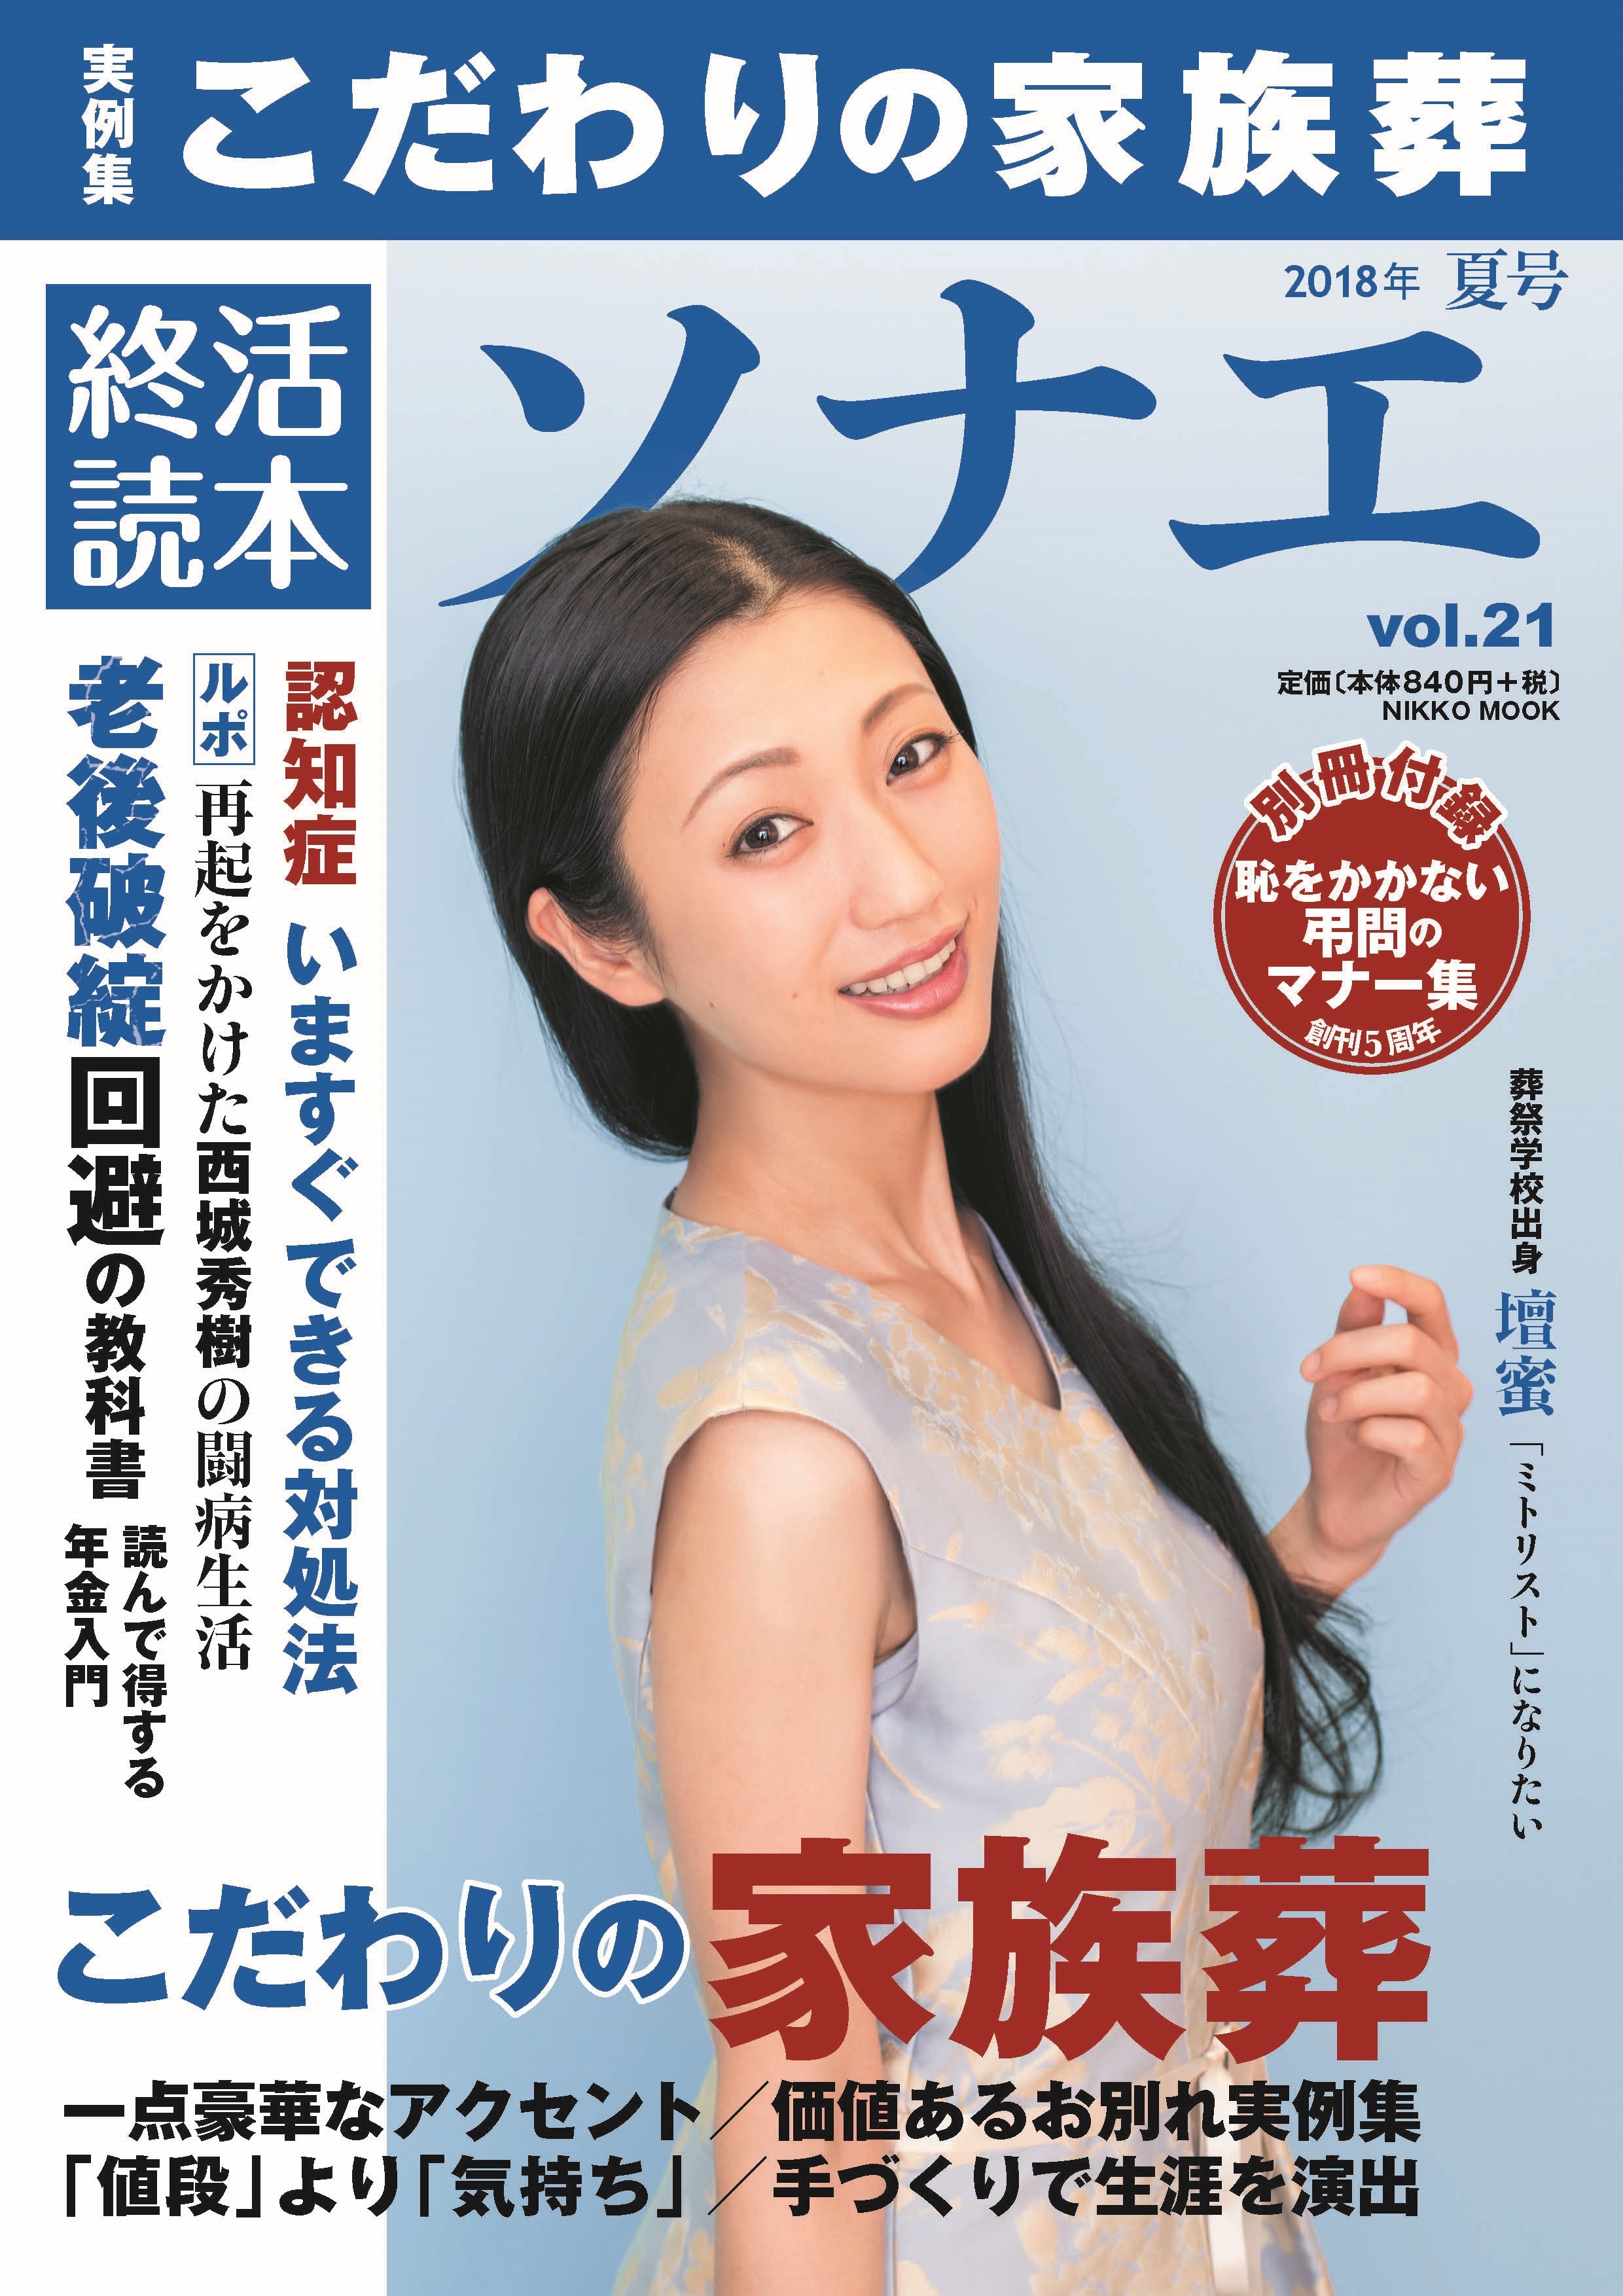 実例集
こだわりの家族葬
終活
読本
ソナエ
2018年 夏号
vol.21
定価〔本体840円＋税〕
NIKKO MOOK
別冊付録
恥をかかない
弔問の
マナー集
創刊5周年
認知症 いますぐできる対処法
ルポ 再起をかけた西城秀樹の闘病生活
老後破綻回避の教科書
読んで得する
年金入門
葬祭学校出身 壇蜜 「ミトリスト」になりたい
こだわりの家族葬
一点豪華なアクセント／価値あるお別れ実例集
「値段」より「気持ち」／手づくりで生涯を演出